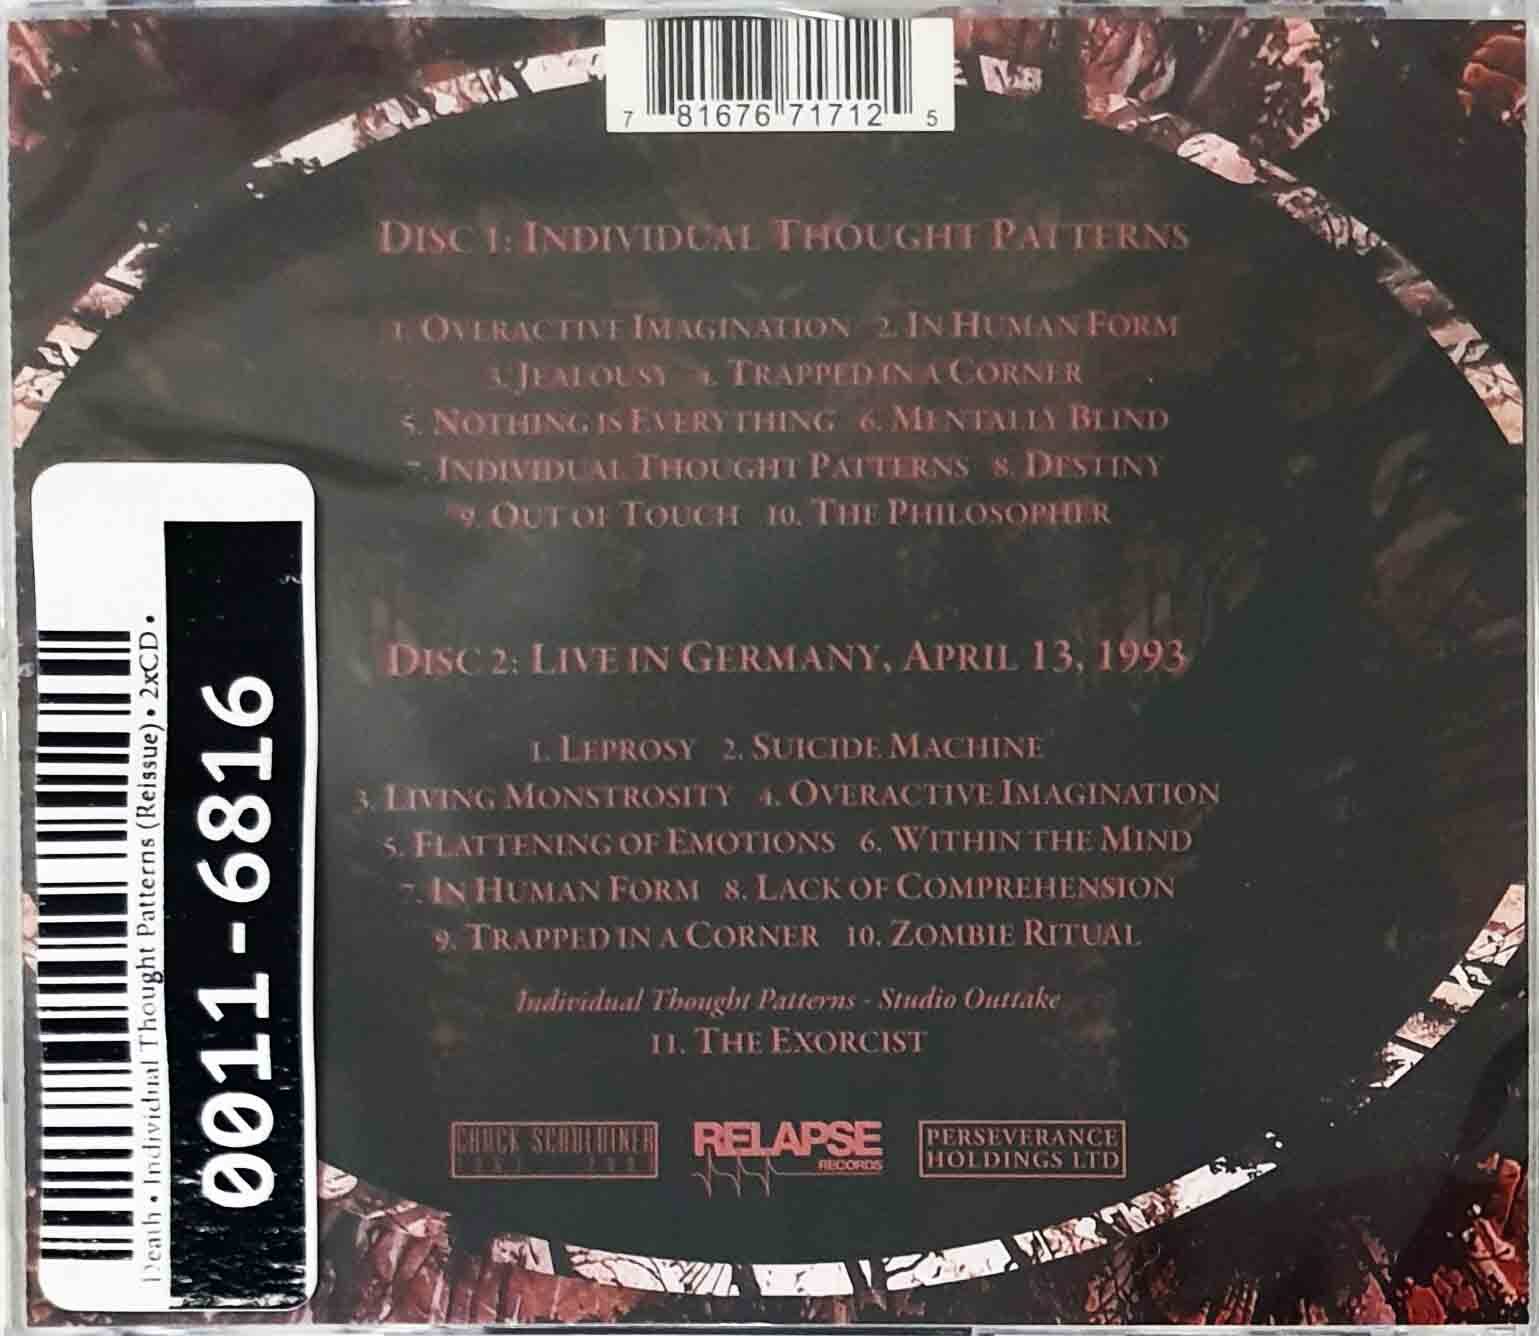 7 81676 71712 5
DISC 1: INDIVIDUAL THOUGHT PATTERNS
1. OVERACTIVE IMAGINATION 2. IN HUMAN FORM
3. JEALOUSY 4. TRAPPED IN A CORNER
5. NOTHING IS EVERYTHING 6. MENTALLY BLIND
7. INDIVIDUAL THOUGHT PATTERNS 8. DESTINY
9. OUT OF TOUCH 10. THE PHILOSOPHER
DISC 2: LIVE IN GERMANY, APRIL 13, 1993
1. LEPROSY 2. SUICIDE MACHINE
3. LIVING MONSTROSITY 4. OVERACTIVE IMAGINATION
5. FLATTENING OF EMOTIONS 6. WITHIN THE MIND
7. IN HUMAN FORM 8. LACK OF COMPREHENSION
9. TRAPPED IN A CORNER 10. ZOMBIE RITUAL
Individual Thought Patterns - Studio Outtake
11. THE EXORCIST
CHUCK SCHULDINER
RELAPSE
RECORDS
PERSEVERANCE
HOLDINGS LTD
Death • Individual Thought Patterns (Reissue) • 2xCD •
0011-6816